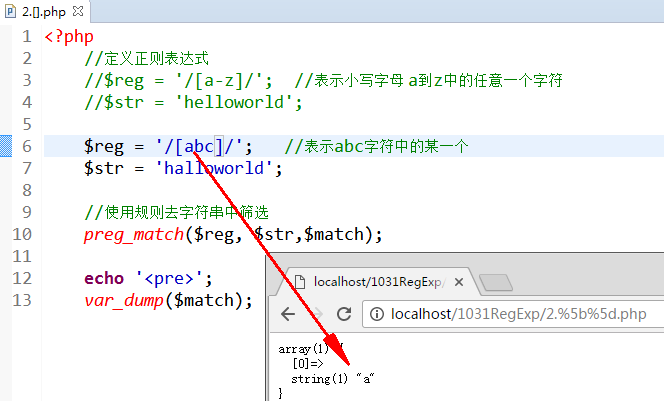 2.[].php
1 <?php
2 //定义正则表达式
3 //$reg = '/[a-z]/'; //表示小写字母 a到z中的任意一个字符
4 //$str = 'helloworld';
5
6 $reg = '/[abc]/'; //表示abc字符中的某一个
7 $str = 'halloworld';
8
9 //使用规则去字符串中筛选
10 preg_match($reg, $str,$match);
11
12 echo '<pre>';
13 var_dump($match);
localhost/1031RegExp/
localhost/1031RegExp/2.%5b%5d.php
array(1) {
[0]=>
string(1) "a"
}